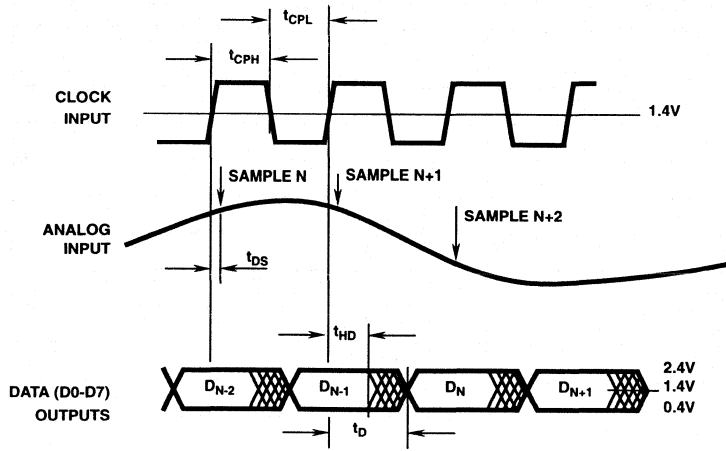 tCPL
tCPH
CLOCK
INPUT
1.4V
SAMPLE N
SAMPLE N+1
SAMPLE N+2
ANALOG
INPUT
tDS
tHD
DATA (D0-D7)
OUTPUTS
DN-2
DN-1
DN
DN+1
2.4V
1.4V
0.4V
tD